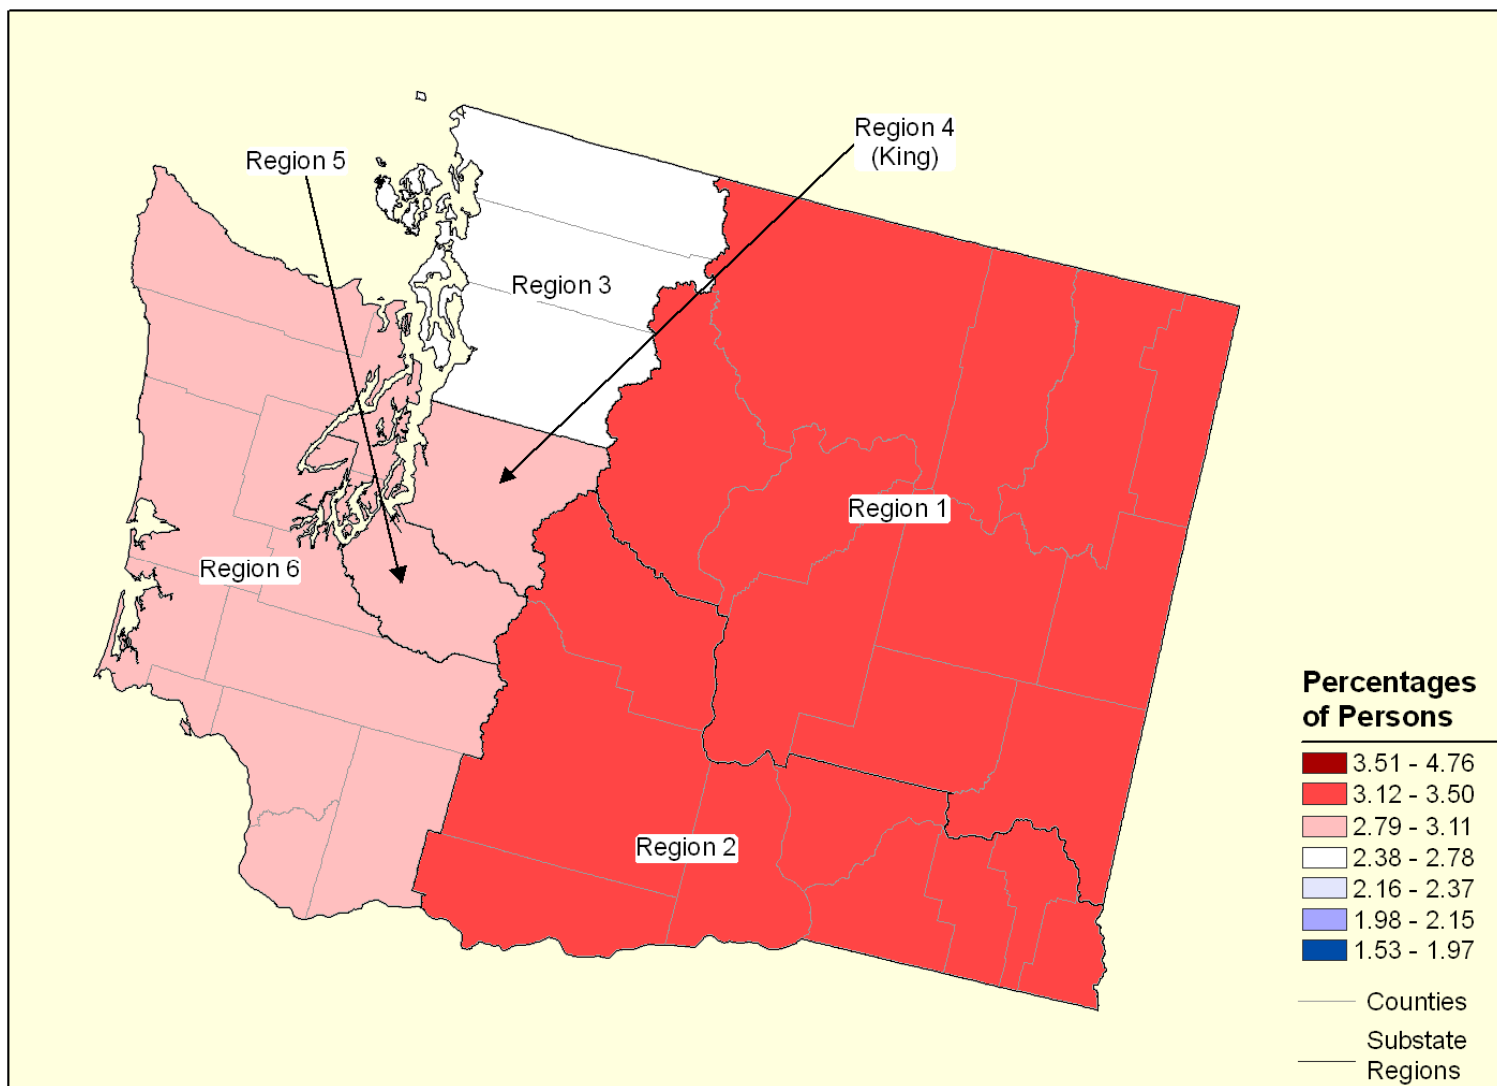 Region 4
(King)
Region 5
Region 3
Region 1
Region 6
Region 2
Percentages
of Persons
3.51 - 4.76
3.12 - 3.50
2.79 - 3.11
2.38 - 2.78
2.16 - 2.37
1.98 - 2.15
1.53 - 1.97
Counties
Substate
Regions